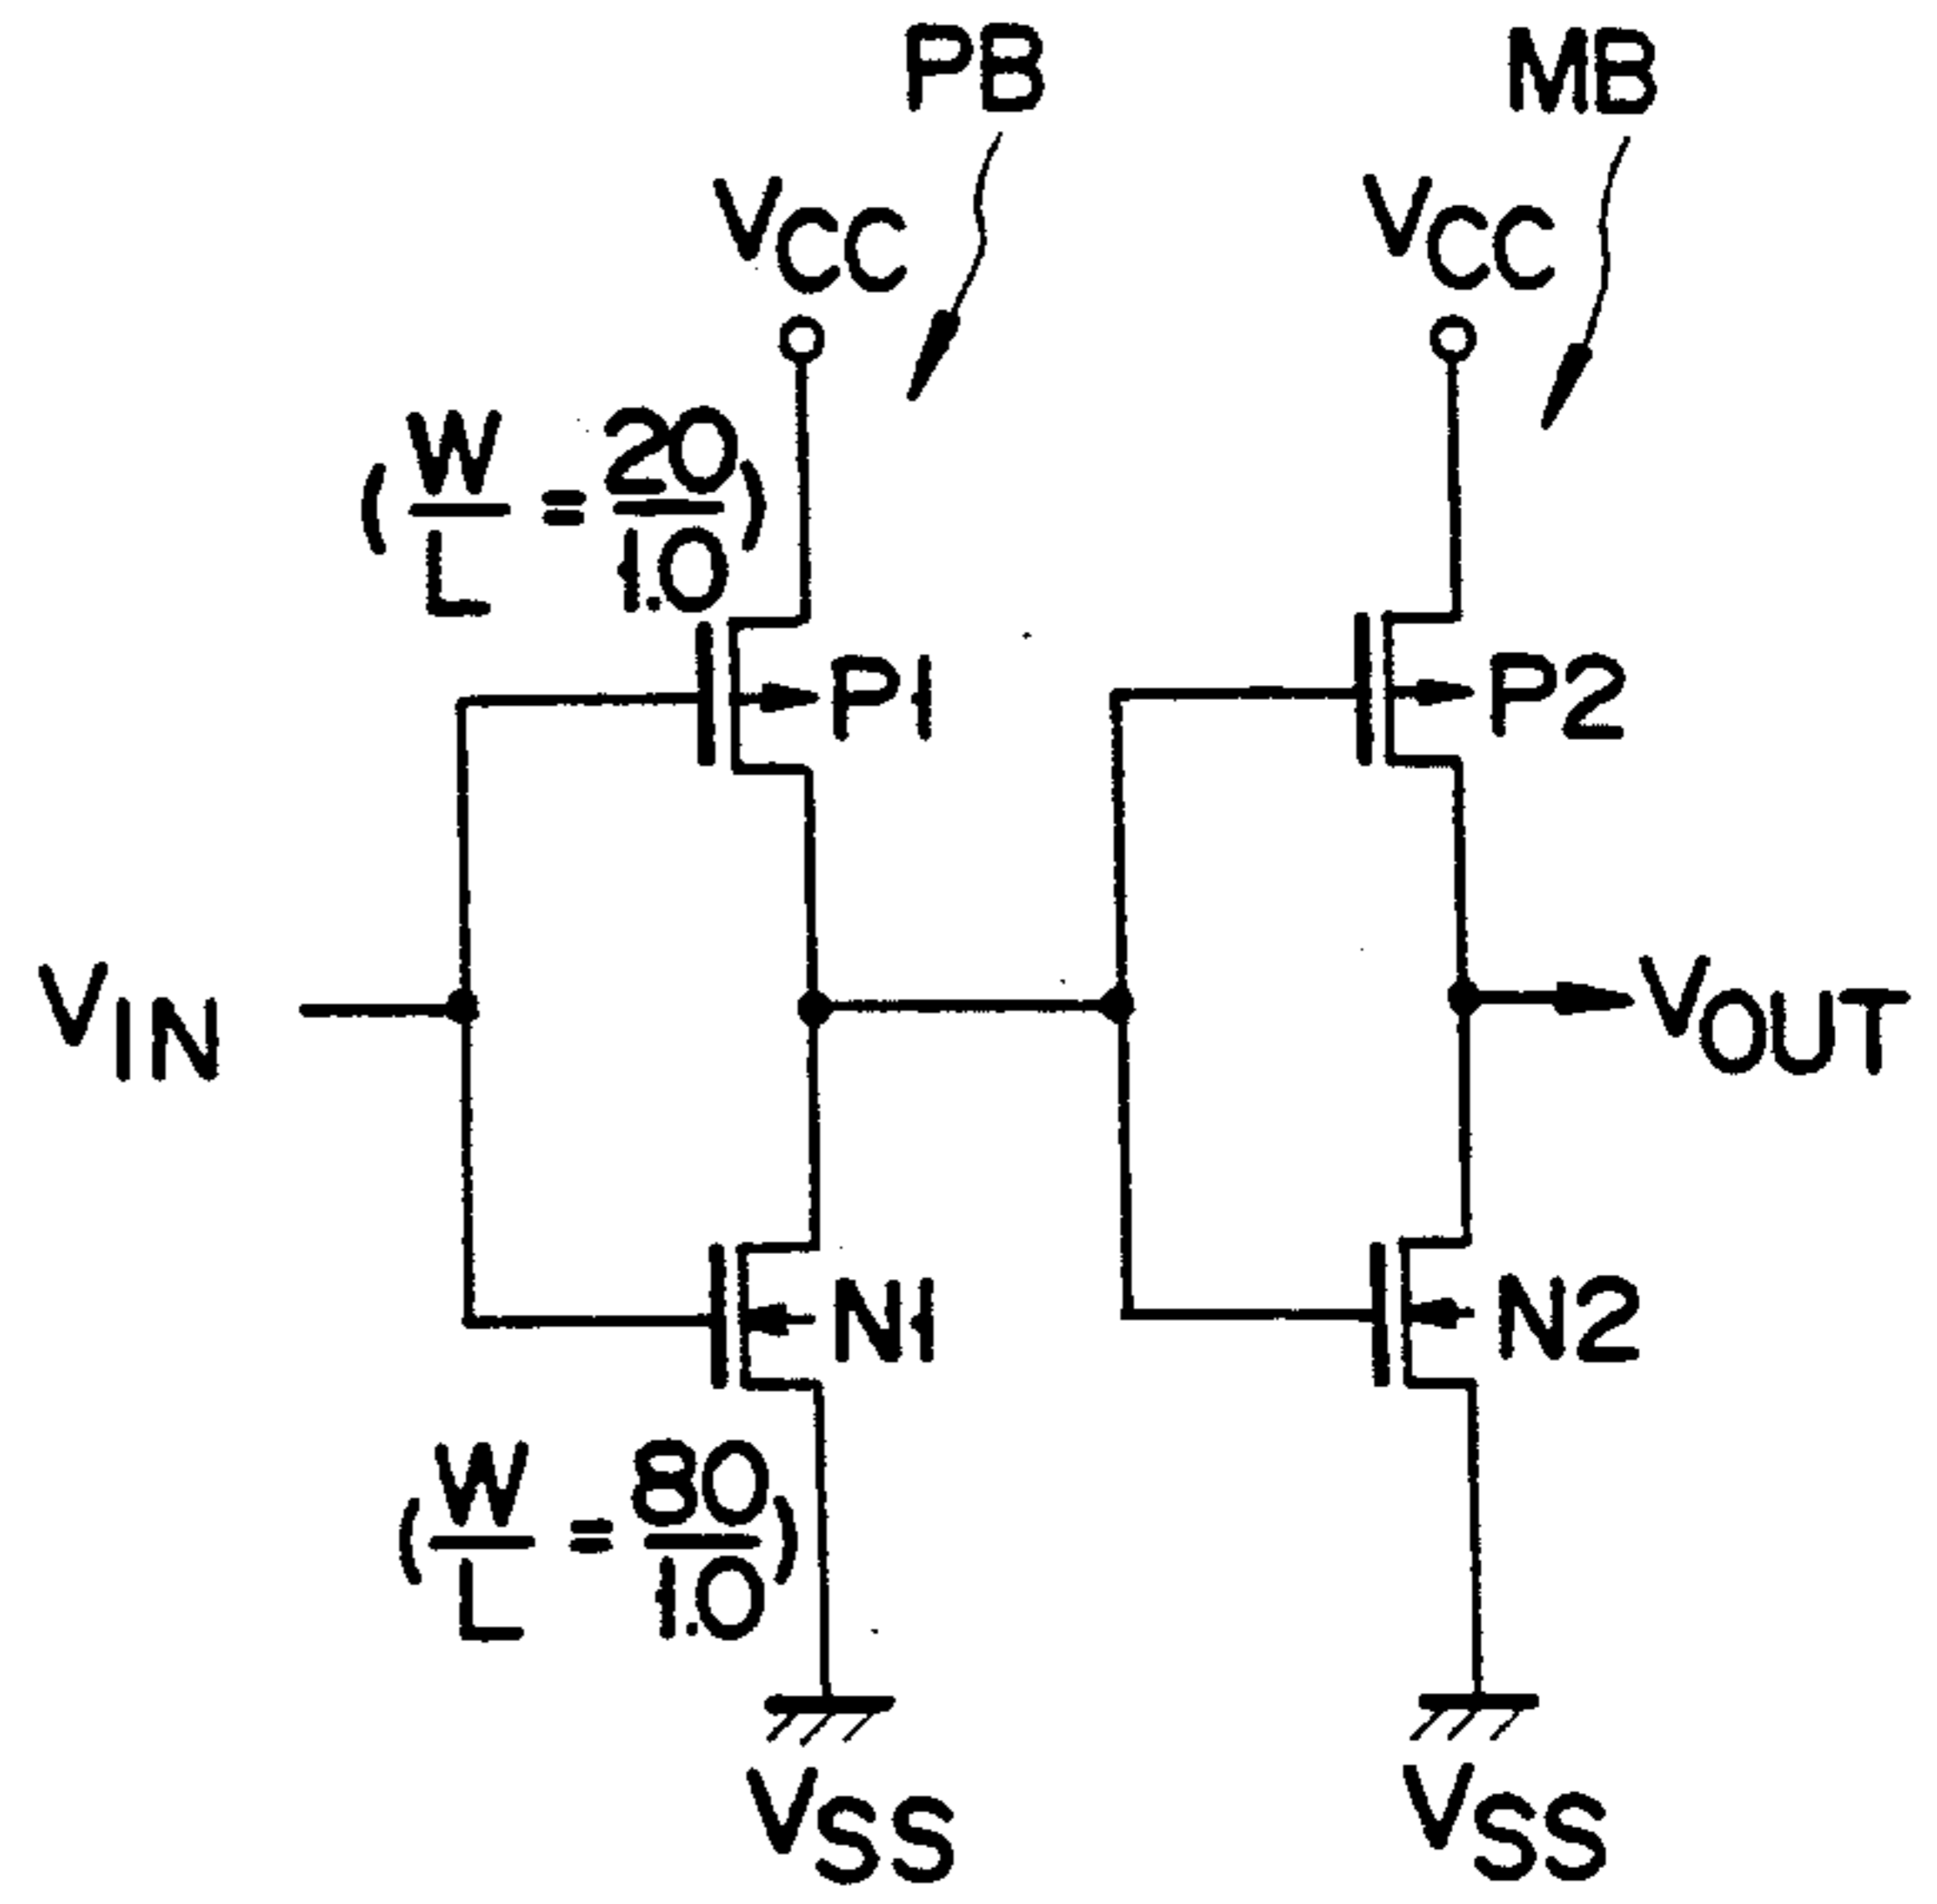 PB
MB
VCC
VCC
(W/L = 20/1.0)
P1
P2
VIN
VOUT
N1
N2
(W/L = 80/1.0)
VSS
VSS